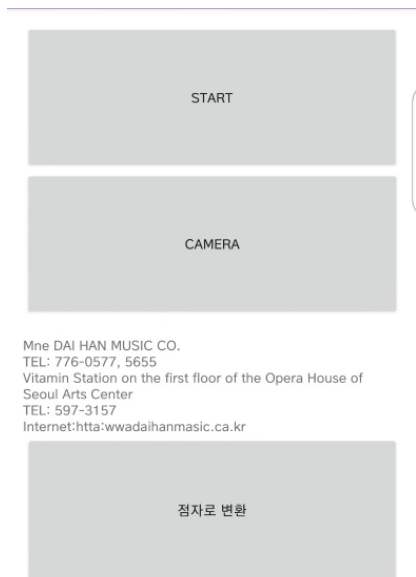 START
CAMERA
Mne DAI HAN MUSIC CO.
TEL: 776-0577, 5655
Vitamin Station on the first floor of the Opera House of
Seoul Arts Center
TEL: 597-3157
Internet:htta:wwadaihanmasic.ca.kr
점자로 변환